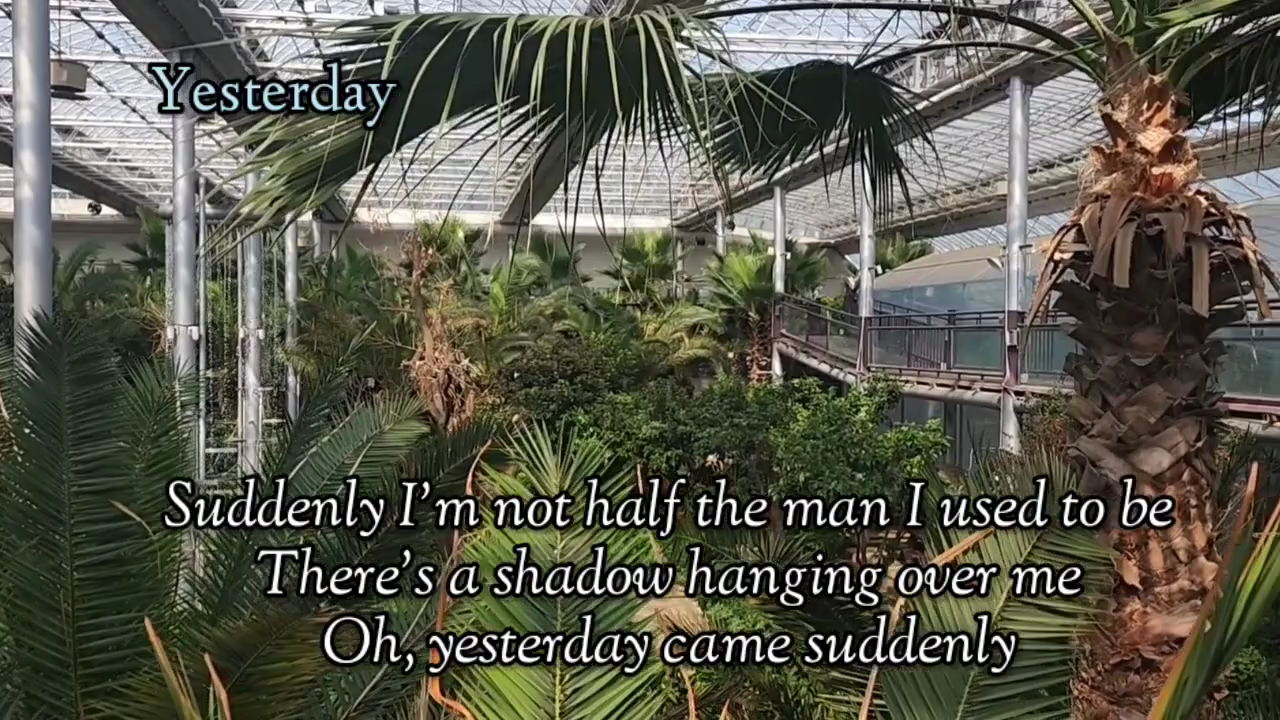 Yesterday
Suddenly I'm not half the man I used to be
There's a shadow hanging over me
Oh, yesterday came suddenly